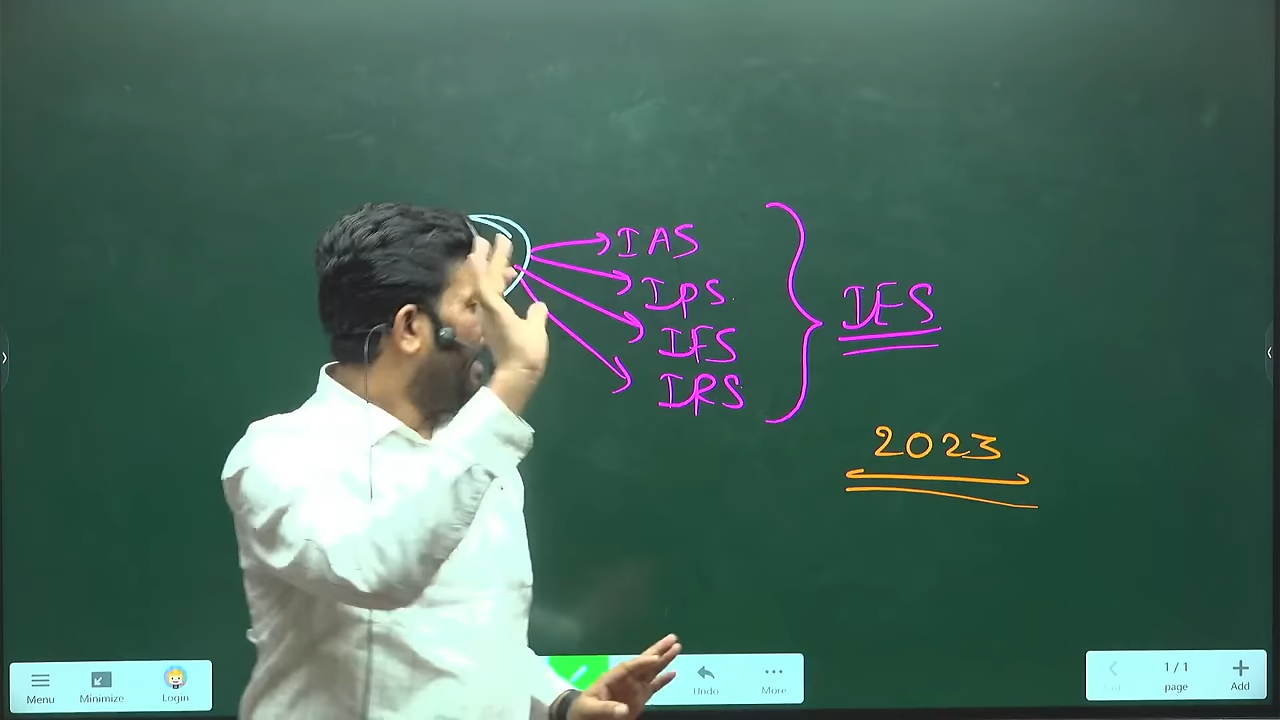 IAS
IPS
IFS
IRS
IES
2023
Menu
Minimize
Login
Undo
More
1/1
page
Add